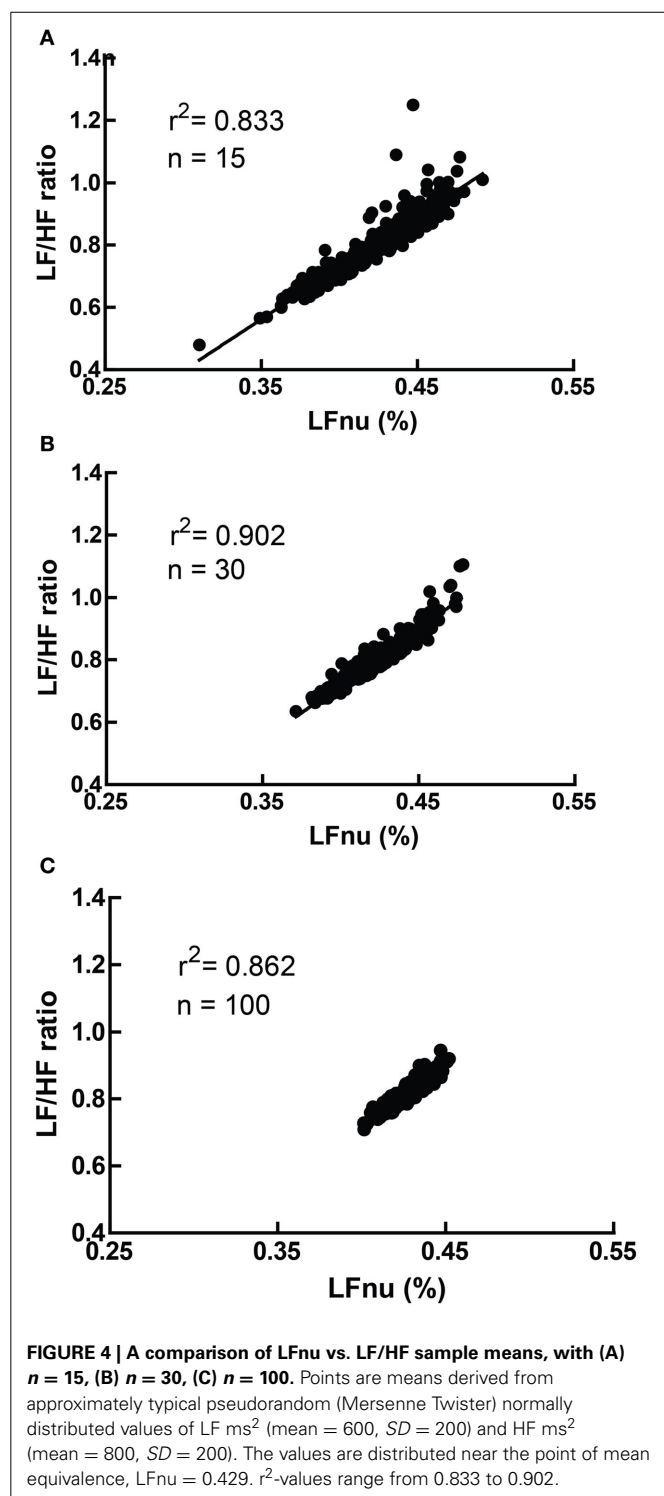 A
1.4
1.2
1.0
0.8
0.6
0.4
LF/HF ratio
r²= 0.833
n = 15
0.25 0.35 0.45 0.55
LFnu (%)
B
1.4
1.2
1.0
0.8
0.6
0.4
LF/HF ratio
r²= 0.902
n = 30
0.25 0.35 0.45 0.55
LFnu (%)
C
1.4
1.2
1.0
0.8
0.6
0.4
LF/HF ratio
r²= 0.862
n = 100
0.25 0.35 0.45 0.55
LFnu (%)
FIGURE 4 | A comparison of LFnu vs. LF/HF sample means, with (A)
n = 15, (B) n = 30, (C) n = 100. Points are means derived from
approximately typical pseudorandom (Mersenne Twister) normally
distributed values of LF ms² (mean = 600, SD = 200) and HF ms²
(mean = 800, SD = 200). The values are distributed near the point of mean
equivalence, LFnu = 0.429. r²-values range from 0.833 to 0.902.